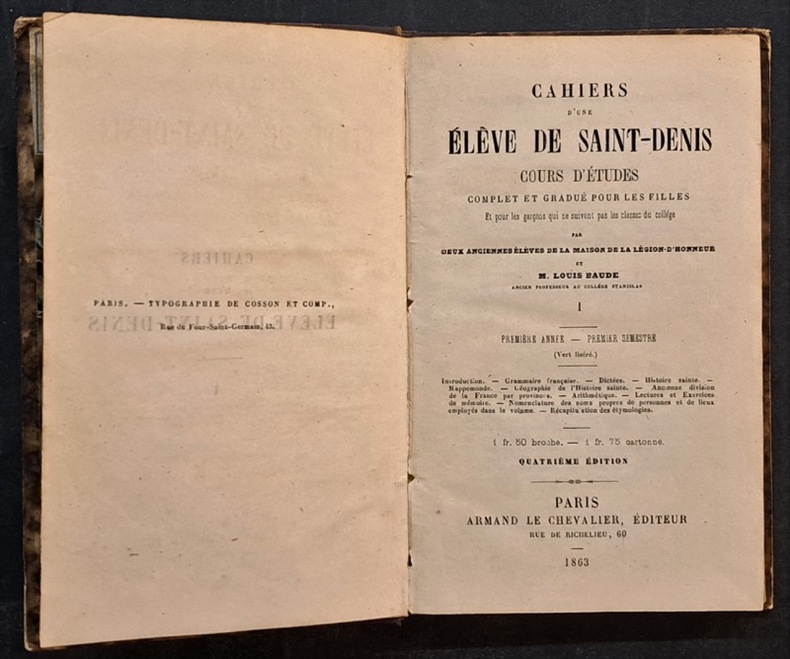 PARIS. — TYPOGRAPHIE DE COSSON ET COMP.,
Rue du Four-Saint-Germain, 43.
CAHIERS
D'UNE
ÉLÈVE DE SAINT-DENIS
COURS D'ÉTUDES
COMPLET ET GRADUÉ POUR LES FILLES
Et pour les garçons qui ne suivent pas les classes du collége
PAR
DEUX ANCIENNES ÉLÈVES DE LA MAISON DE LA LÉGION-D'HONNEUR
ET
M. LOUIS BAUDE
ANCIEN PROFESSEUR AU COLLÉGE STANISLAS
I
PREMIÈRE ANNÉE — PREMIER SEMESTRE
(Vert liséré.)
Introduction. — Grammaire française. — Dictées. — Histoire sainte. —
Mappemonde. — Géographie de l'Histoire sainte. — Ancienne division
de la France par provinces. — Arithmétique. — Lectures et Exercices
de mémoire. — Nomenclature des noms propres de personnes et de lieux
employés dans le volume. — Récapitulation des étymologies.
1 fr. 50 broché. — 1 fr. 75 cartonné.
QUATRIÈME ÉDITION
PARIS
ARMAND LE CHEVALIER, ÉDITEUR
RUE DE RICHELIEU, 60
1863